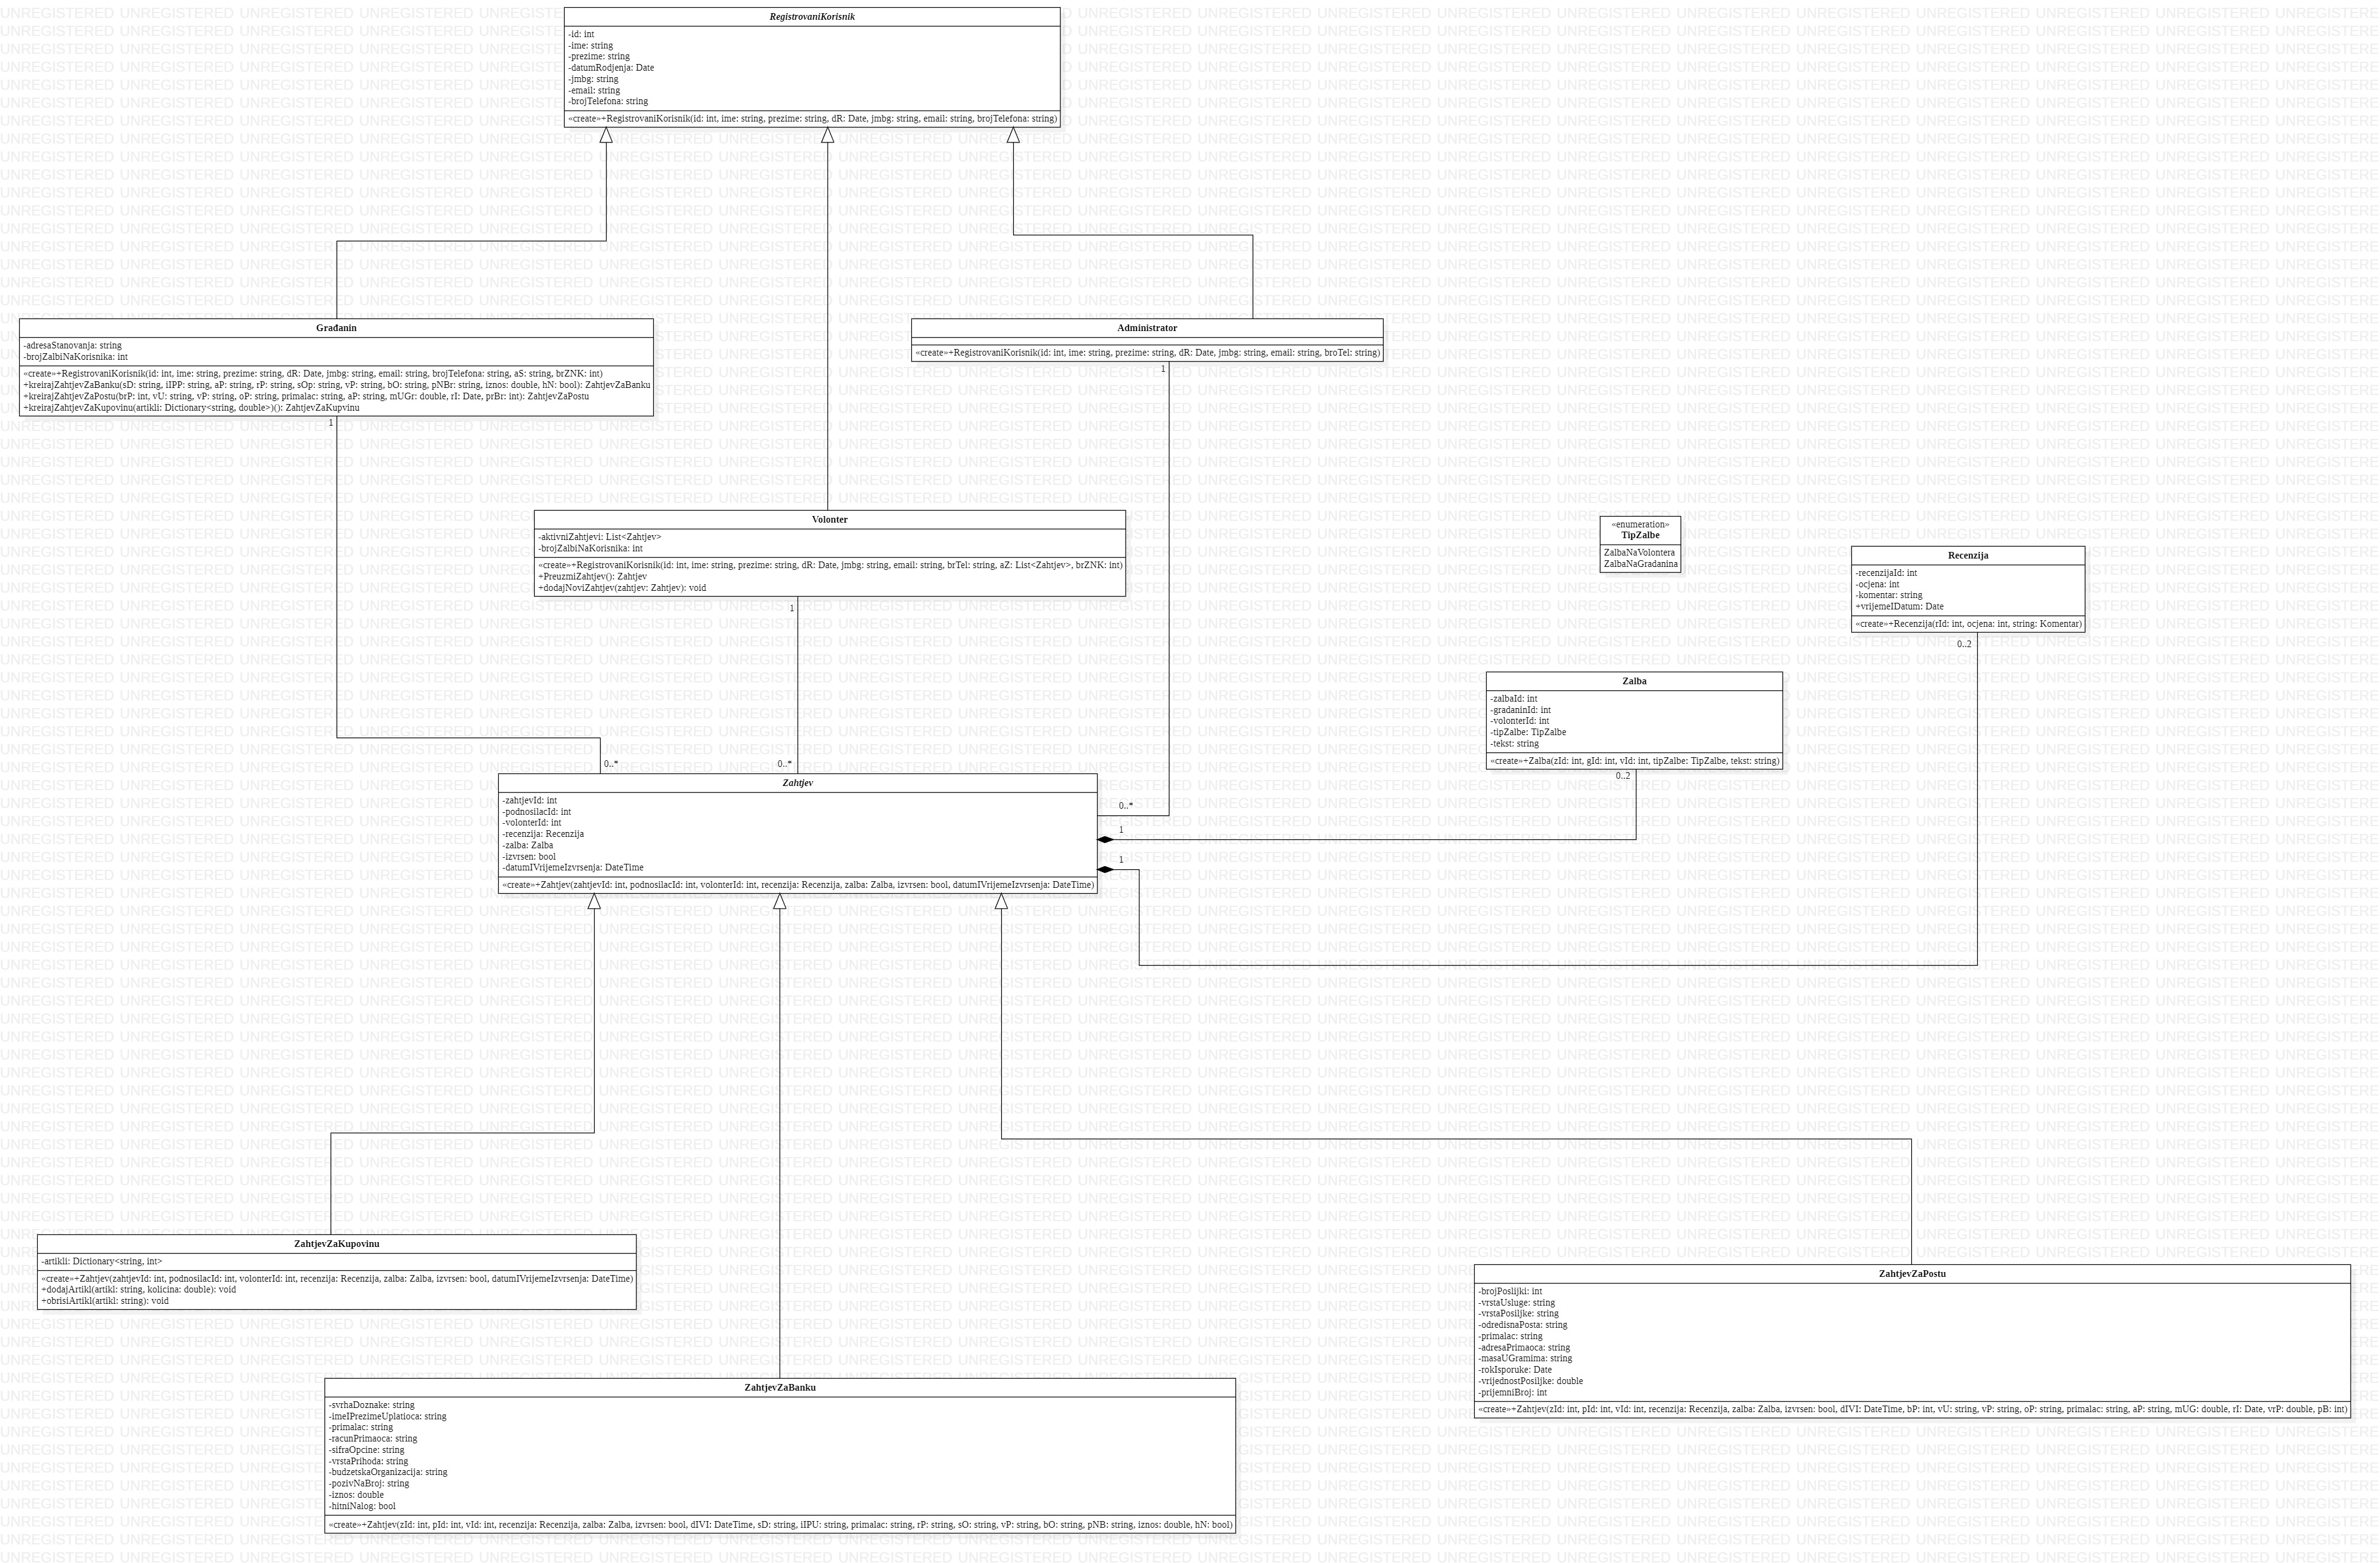 RegistrovaniKorisnik
-id: int
-ime: string
-prezime: string
-datumRodjenja: Date
-jmbg: string
-email: string
-brojTelefona: string
«create»+RegistrovaniKorisnik(id: int, ime: string, prezime: string, dR: Date, jmbg: string, email: string, brojTelefona: string)
Građanin
-adresaStanovanja: string
-brojZalbiNaKorisnika: int
«create»+RegistrovaniKorisnik(id: int, ime: string, prezime: string, dR: Date, jmbg: string, email: string, brojTelefona: string, aS: string, brZNK: int)
+kreirajZahtjevZaBanku(sD: string, iIPP: string, aP: string, rP: string, sOp: string, vP: string, bO: string, pNBr: string, iznos: double, hN: bool): ZahtjevZaBanku
+kreirajZahtjevZaPostu(brP: int, vU: string, vP: string, oP: string, primalac: string, aP: string, mUGr: double, rI: Date, prBr: int): ZahtjevZaPostu
+kreirajZahtjevZaKupovinu(artikli: Dictionary<string, double>)(): ZahtjevZaKupvinu
1
Administrator
«create»+RegistrovaniKorisnik(id: int, ime: string, prezime: string, dR: Date, jmbg: string, email: string, broTel: string)
1
Volonter
-aktivniZahtjevi: List<Zahtjev>
-brojZalbiNaKorisnika: int
«create»+RegistrovaniKorisnik(id: int, ime: string, prezime: string, dR: Date, jmbg: string, email: string, brTel: string, aZ: List<Zahtjev>, brZNK: int)
+PreuzmiZahtjev(): Zahtjev
+dodajNoviZahtjev(zahtjev: Zahtjev): void
1
«enumeration»
TipZalbe
ZalbaNaVolontera
ZalbaNaGradanina
Recenzija
-recenzijaId: int
-ocjena: int
-komentar: string
+vrijemeIDatum: Date
«create»+Recenzija(rId: int, ocjena: int, string: Komentar)
0..2
Zalba
-zalbaId: int
-gradaninId: int
-volonterId: int
-tipZalbe: TipZalbe
-tekst: string
«create»+Zalba(zId: int, gId: int, vId: int, tipZalbe: TipZalbe, tekst: string)
0..2
0..*
0..*
Zahtjev
-zahtjevId: int
-podnosilacId: int
-volonterId: int
-recenzija: Recenzija
-zalba: Zalba
-izvrsen: bool
-datumIVrijemeIzvrsenja: DateTime
«create»+Zahtjev(zahtjevId: int, podnosilacId: int, volonterId: int, recenzija: Recenzija, zalba: Zalba, izvrsen: bool, datumIVrijemeIzvrsenja: DateTime)
0..*
1
1
ZahtjevZaKupovinu
-artikli: Dictionary<string, int>
«create»+Zahtjev(zahtjevId: int, podnosilacId: int, volonterId: int, recenzija: Recenzija, zalba: Zalba, izvrsen: bool, datumIVrijemeIzvrsenja: DateTime)
+dodajArtikl(artikl: string, kolicina: double): void
+obrisiArtikl(artikl: string): void
ZahtjevZaPostu
-brojPoslijki: int
-vrstaUsluge: string
-vrstaPosiljke: string
-odredisnaPosta: string
-primalac: string
-adresaPrimaoca: string
-masaUGramima: string
-rokIsporuke: Date
-vrijednostPosiljke: double
-prijemniBroj: int
«create»+Zahtjev(zId: int, pId: int, vId: int, recenzija: Recenzija, zalba: Zalba, izvrsen: bool, dIVI: DateTime, bP: int, vU: string, vP: string, oP: string, primalac: string, aP: string, mUG: double, rI: Date, vrP: double, pB: int)
ZahtjevZaBanku
-svrhaDoznake: string
-imeIPrezimeUplatioca: string
-primalac: string
-racunPrimaoca: string
-sifraOpcine: string
-vrstaPrihoda: string
-budzetskaOrganizacija: string
-pozivNaBroj: string
-iznos: double
-hitniNalog: bool
«create»+Zahtjev(zId: int, pId: int, vId: int, recenzija: Recenzija, zalba: Zalba, izvrsen: bool, dIVI: DateTime, sD: string, iIPU: string, primalac: string, rP: string, sO: string, vP: string, bO: string, pNB: string, iznos: double, hN: bool)
UNREGISTERED